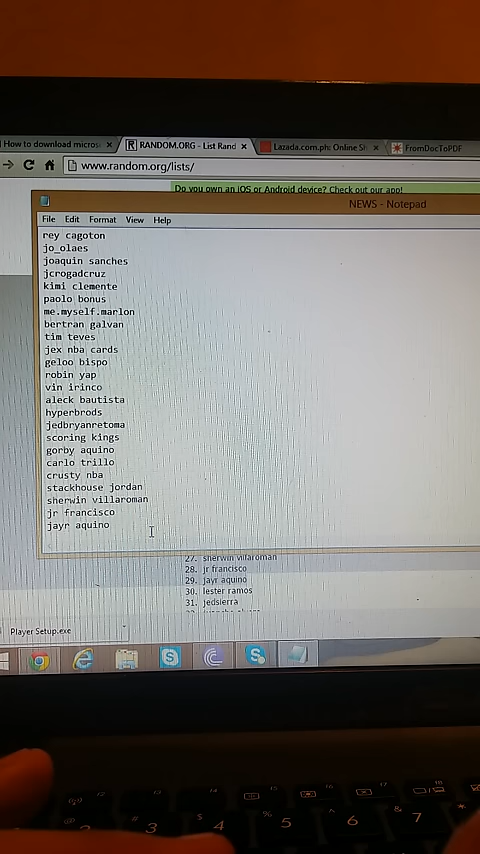 How to download micros
RANDOM.ORG - List Rand
Lazada.com.ph: Online Sh
FromDocToPDF
www.random.org/lists/
Do you own an iOS or Android device? Check out our app!
NEWS - Notepad
File Edit Format View Help
rey cagoton
jo_olaes
joaquin sanches
jcrogadcruz
kimi clemente
paolo bonus
me.myself.marlon
bertran galvan
tim teves
jex nba cards
geloo bispo
robin yap
vin irinco
aleck bautista
hyperbrods
jedbryanretoma
scoring kings
gorby aquino
carlo trillo
crusty nba
stackhouse jordan
sherwin villaroman
jr francisco
jayr aquino
27. sherwin villaroman
28. jr francisco
29. jayr aquino
30. lester ramos
31. jedsierra
Player Setup.exe
# 3
$ 4
% 5
^ 6
& 7